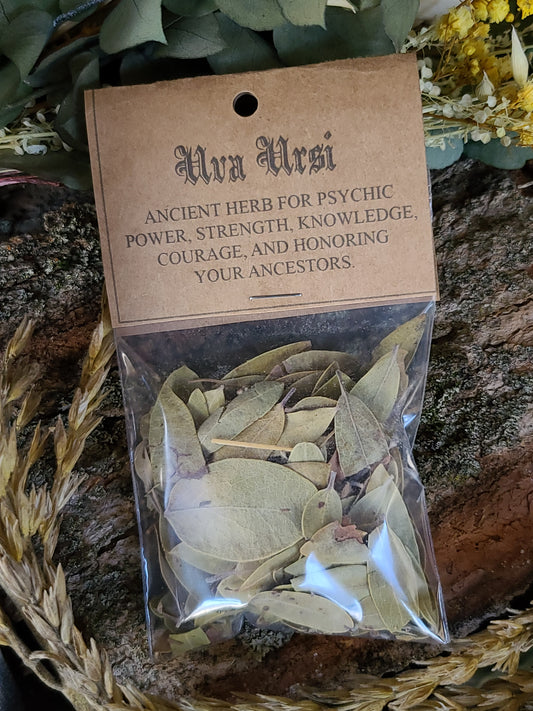 Uva Ursi
ANCIENT HERB FOR PSYCHIC
POWER, STRENGTH, KNOWLEDGE,
COURAGE, AND HONORING
YOUR ANCESTORS.